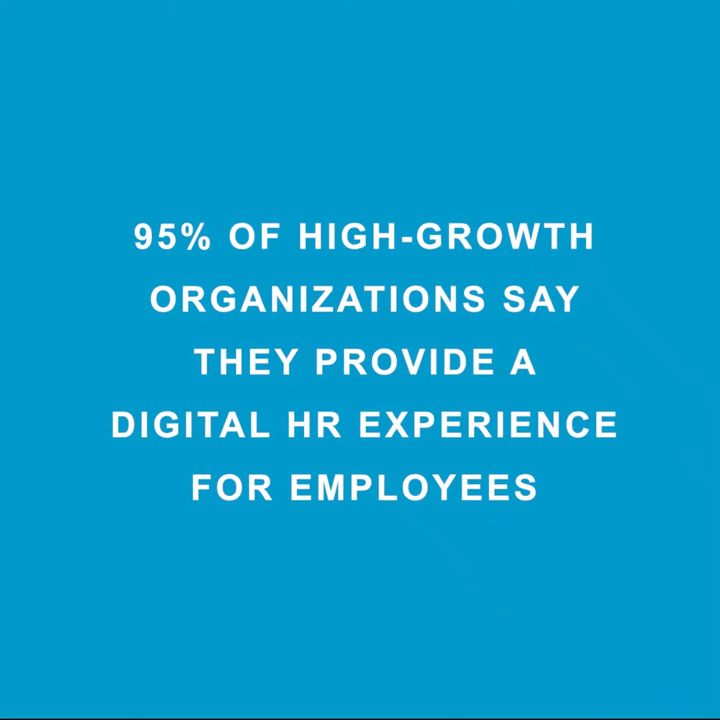 95% OF HIGH-GROWTH
ORGANIZATIONS SAY
THEY PROVIDE A
DIGITAL HR EXPERIENCE
FOR EMPLOYEES